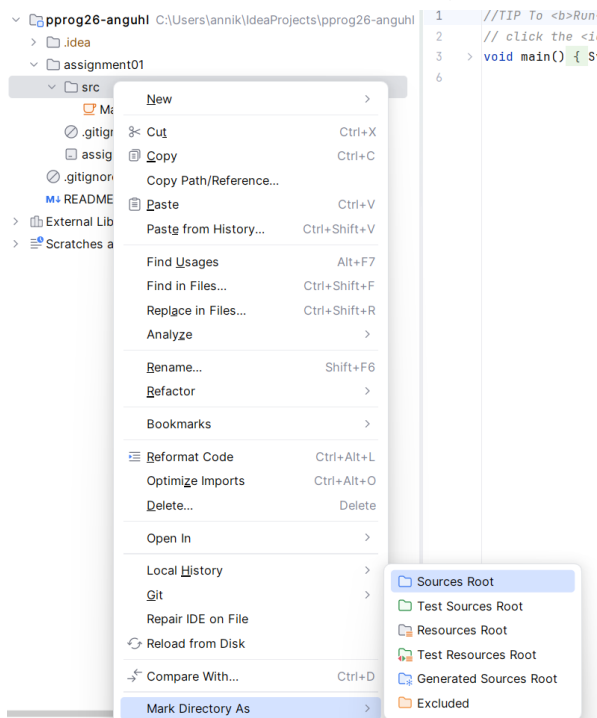 pprog26-anguhl C:\Users\annik\IdeaProjects\pprog26-anguhl
.idea
assignment01
src
.gitignor
M↓ README
External Lib
Scratches a
1 //TIP To <b>Run
2 // click the <i
3 void main() { S
6
New
Cut Ctrl+X
Copy Ctrl+C
Copy Path/Reference...
Paste Ctrl+V
Paste from History... Ctrl+Shift+V
Find Usages Alt+F7
Find in Files... Ctrl+Shift+F
Replace in Files... Ctrl+Shift+R
Analyze
Rename... Shift+F6
Refactor
Bookmarks
Reformat Code Ctrl+Alt+L
Optimize Imports Ctrl+Alt+O
Delete... Delete
Open In
Local History
Git
Repair IDE on File
Reload from Disk
Compare With... Ctrl+D
Mark Directory As
Sources Root
Test Sources Root
Resources Root
Test Resources Root
Generated Sources Root
Excluded